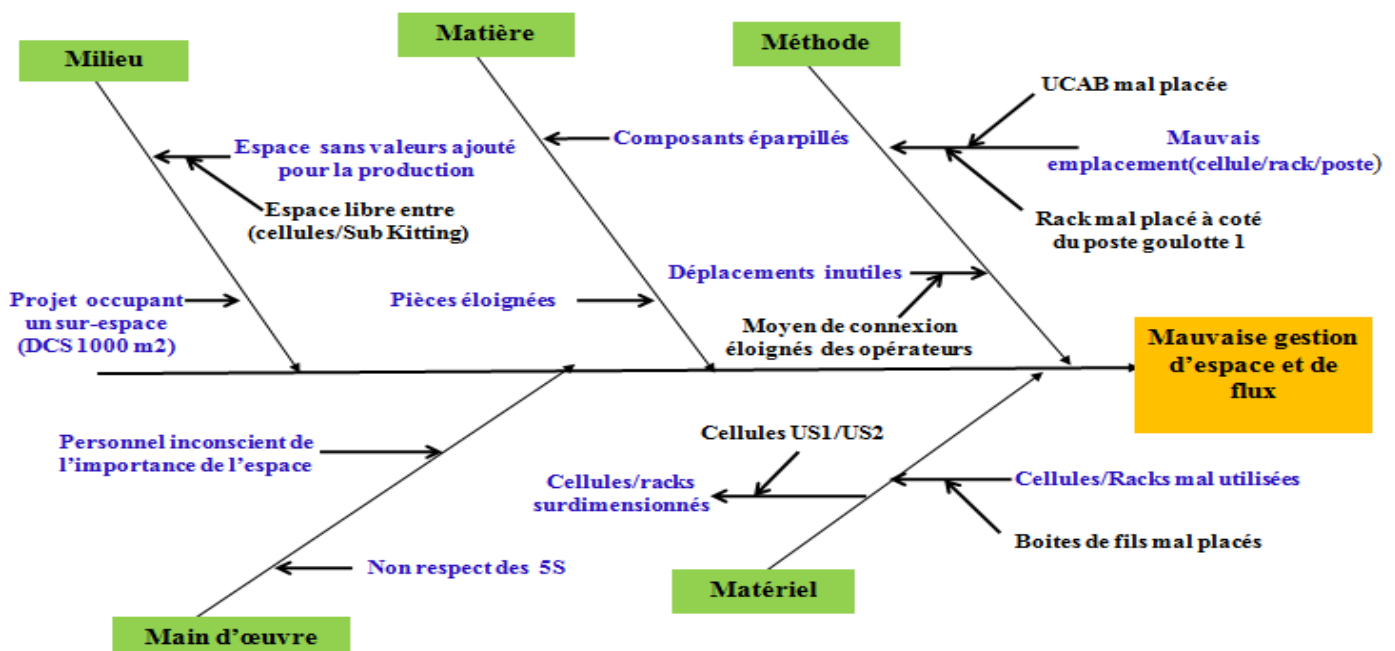 Milieu
Matière
Méthode
UCAB mal placée
Espace sans valeurs ajouté
pour la production
Composants éparpillés
Mauvais
emplacement(cellule/rack/poste)
Espace libre entre
(cellules/Sub Kitting)
Rack mal placé à coté
du poste goulotte 1
Projet occupant
un sur-espace
(DCS 1000 m2)
Pièces éloignées
Déplacements inutiles
Moyen de connexion
éloignés des opérateurs
Mauvaise gestion
d’espace et de
flux
Personnel inconscient de
l’importance de l’espace
Cellules US1/US2
Cellules/racks
surdimensionnés
Cellules/Racks mal utilisées
Boites de fils mal placés
Non respect des 5S
Matériel
Main d’œuvre